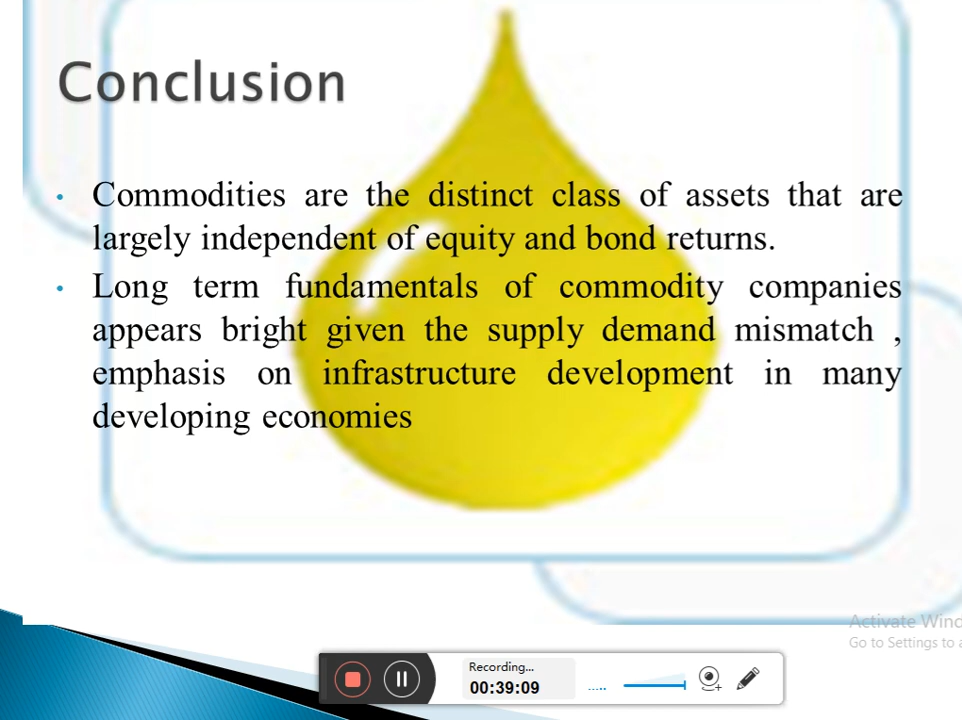 Conclusion
• Commodities are the distinct class of assets that are
largely independent of equity and bond returns.
• Long term fundamentals of commodity companies
appears bright given the supply demand mismatch ,
emphasis on infrastructure development in many
developing economies
Activate Wind
Go to Settings to a
Recording...
00:39:09